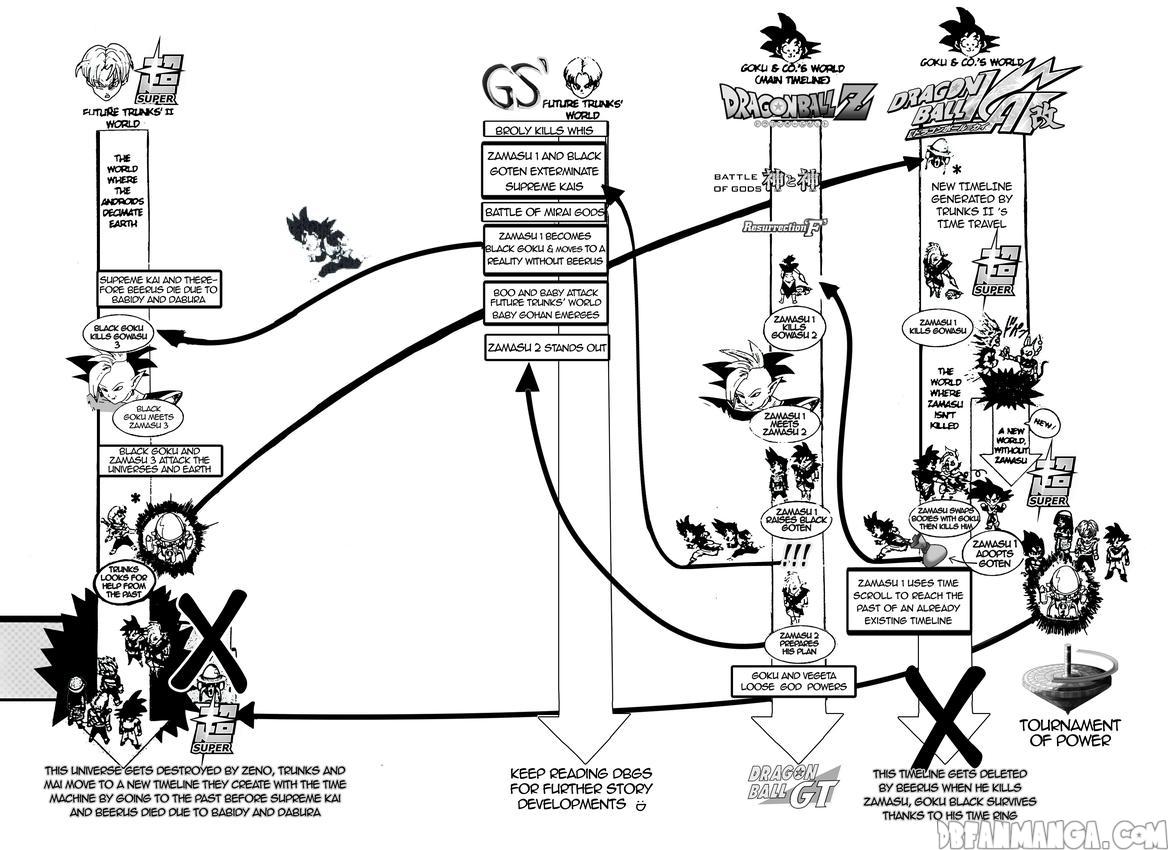 超
SUPER
FUTURE TRUNKS' II
WORLD
THE
WORLD
WHERE
THE
ANDROIDS
DECIMATE
EARTH
SUPREME KAI AND THERE-
FORE BEERUS DIE DUE TO
BABIDY AND DABURA
BLACK GOKU
KILLS GOWASU
3
BLACK
GOKU MEETS
ZAMASU 3
BLACK GOKU AND
ZAMASU 3 ATTACK THE
UNIVERSES AND EARTH
*
TRUNKS
LOOKS FOR
HELP FROM
THE PAST
超
SUPER
THIS UNIVERSE GETS DESTROYED BY ZENO, TRUNKS AND
MAI MOVE TO A NEW TIMELINE THEY CREATE WITH THE TIME
MACHINE BY GOING TO THE PAST BEFORE SUPREME KAI
AND BEERUS DIED DUE TO BABIDY AND DABURA
GS'
FUTURE TRUNKS'
WORLD
BROLY KILLS WHIS
ZAMASU 1 AND BLACK
GOTEN EXTERMINATE
SUPREME KAIS
BATTLE OF MIRAI GODS
ZAMASU 1 BECOMES
BLACK GOKU & MOVES TO A
REALITY WITHOUT BEERUS
BOO AND BABY ATTACK
FUTURE TRUNKS' WORLD
BABY GOHAN EMERGES
ZAMASU 2 STANDS OUT
KEEP READING DBGS
FOR FURTHER STORY
DEVELOPMENTS
GOKU & CO.'S WORLD
(MAIN TIMELINE)
DRAGONBALL Z
BATTLE
OF GODS 神と神
Resurrection 'F'
ZAMASU 1
KILLS
GOWASU 2
ZAMASU 1
MEETS
ZAMASU 2
ZAMASU 1
RAISES BLACK
GOTEN
!!!
ZAMASU 2
PREPARES
HIS PLAN
GOKU AND VEGETA
LOOSE GOD POWERS
DRAGON
BALL GT
GOKU & CO.'S WORLD
DRAGON
BALL KAI 改
*
NEW TIMELINE
GENERATED BY
TRUNKS II 'S
TIME TRAVEL
超
SUPER
ZAMASU 1
KILLS GOWASU
ドドバッ
THE
WORLD
WHERE
ZAMASU
ISN'T
KILLED
NEW!
A NEW
WORLD,
WITHOUT
ZAMASU
超
SUPER
ZAMASU SWAPS
BODIES WITH GOKU
THEN KILLS HIM
ZAMASU 1
ADOPTS
GOTEN
ZAMASU 1 USES TIME
SCROLL TO REACH THE
PAST OF AN ALREADY
EXISTING TIMELINE
TOURNAMENT
OF POWER
THIS TIMELINE GETS DELETED
BY BEERUS WHEN HE KILLS
ZAMASU, GOKU BLACK SURVIVES
THANKS TO HIS TIME RING
DBFANMANGA.COM